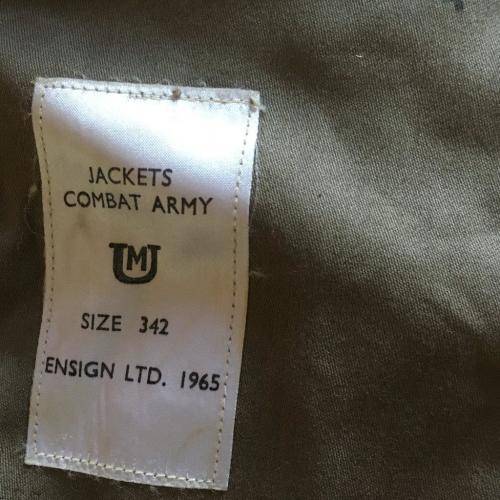 JACKETS
COMBAT ARMY
UMJ
SIZE 342
ENSIGN LTD. 1965